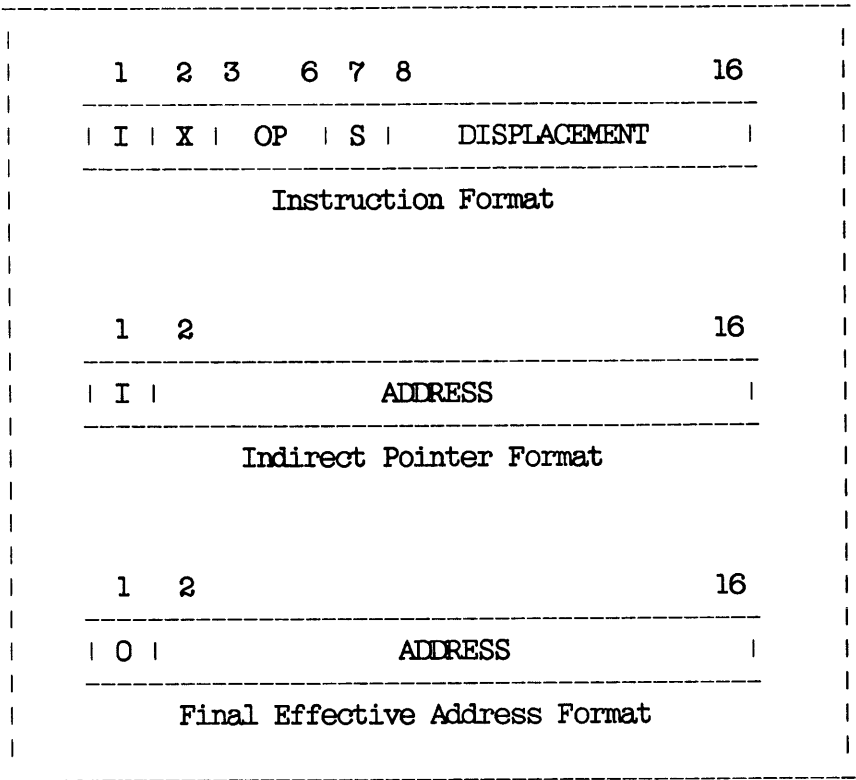 1 2 3 6 7 8 16
| I | X | OP | S | DISPLACEMENT |
Instruction Format
1 2 16
| I | ADDRESS |
Indirect Pointer Format
1 2 16
| 0 | ADDRESS |
Final Effective Address Format